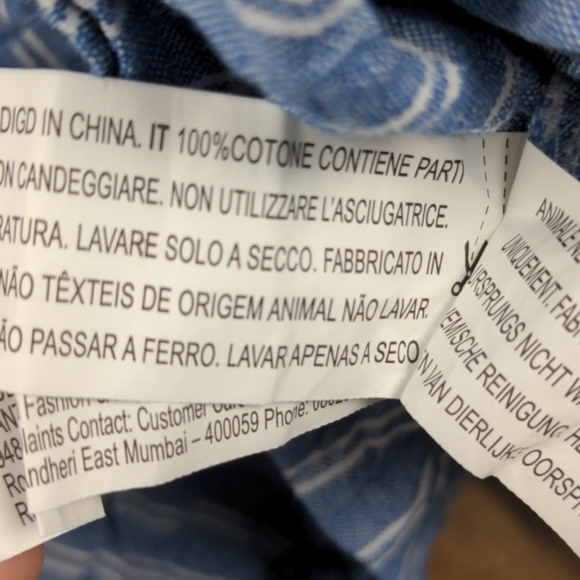 DIGD IN CHINA. IT 100%COTONE CONTIENE PARTI
ON CANDEGGIARE. NON UTILIZZARE L'ASCIUGATRICE.
RATURA. LAVARE SOLO A SECCO. FABBRICATO IN
NÃO TÊXTEIS DE ORIGEM ANIMAL NÃO LAVAR.
ÃO PASSAR A FERRO. LAVAR APENAS A SECO
Fashion
laints Contact: Customer
ndheri East Mumbai – 400059 Phone:
ANIMALE
UNIQUEMENT. FAB
URSPRUNGS NICHT W
EMISCHE REINIGUNG
N VAN DIERLIJK OORSP